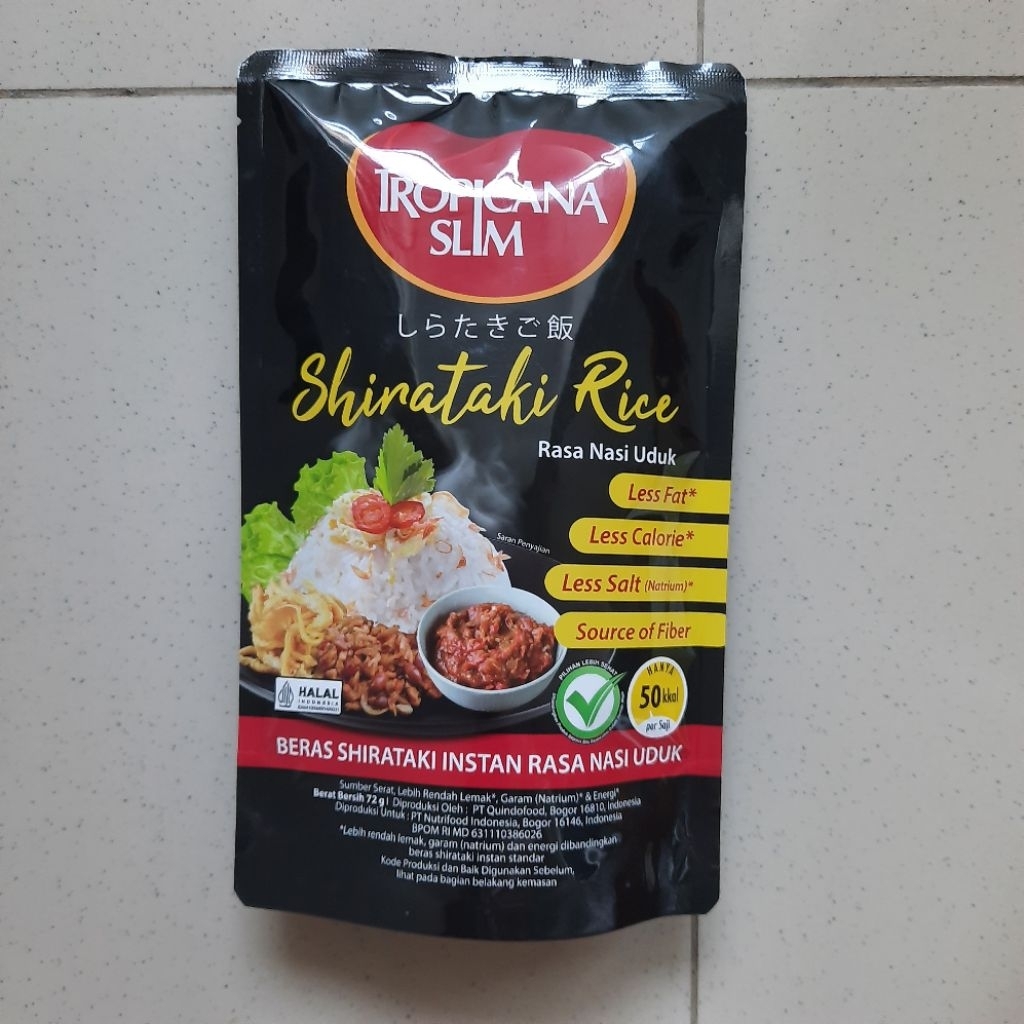 TROPICANA
SLIM
しらたきご飯
Shirataki Rice
Rasa Nasi Uduk
Less Fat*
Less Calorie*
Saran Penyajian
Less Salt (Natrium)*
Source of Fiber
PILIHAN LEBIH SEHAT
HANYA
50 kkal
per Saji
HALAL
INDONESIA
BERAS SHIRATAKI INSTAN RASA NASI UDUK
Sumber Serat, Lebih Rendah Lemak*, Garam (Natrium)* & Energi*
Berat Bersih 72 g | Diproduksi Oleh : PT Quindofood, Bogor 16810, Indonesia
Diproduksi Untuk : PT Nutrifood Indonesia, Bogor 16146, Indonesia
BPOM RI MD 631110386026
*Lebih rendah lemak, garam (natrium) dan energi dibandingkan
beras shirataki instan standar
Kode Produksi dan Baik Digunakan Sebelum,
lihat pada bagian belakang kemasan